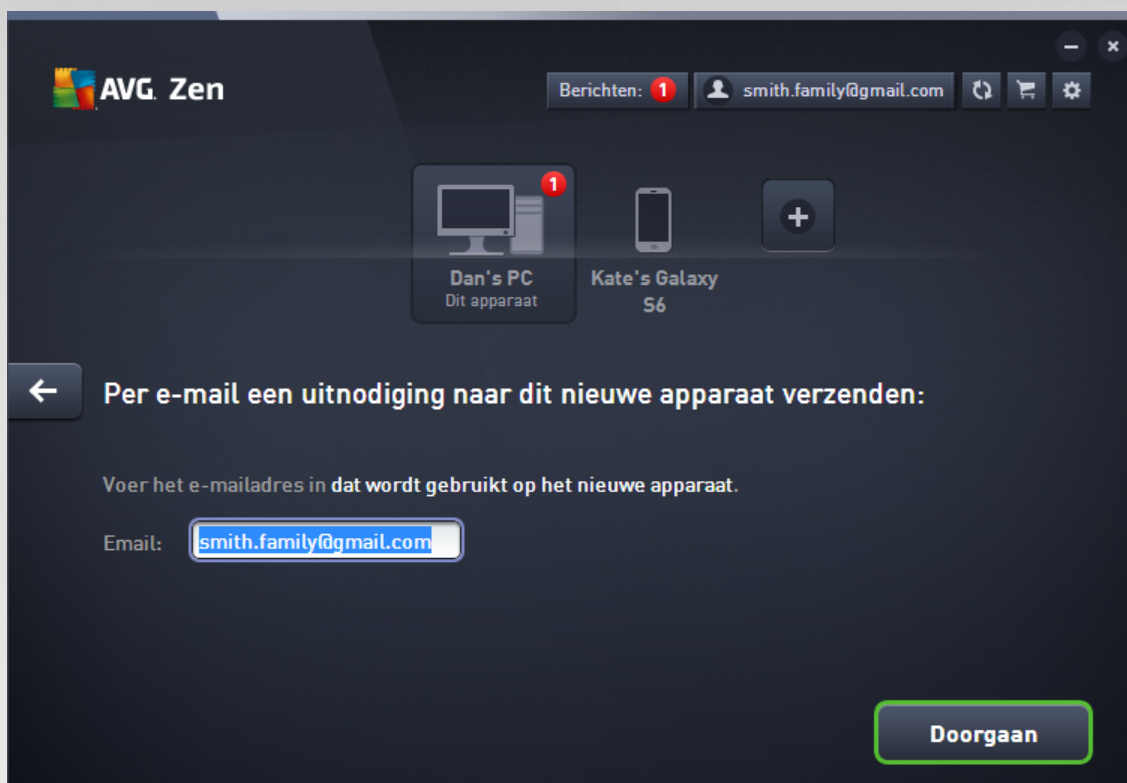 AVG. Zen
Berichten: 1
smith.family@gmail.com
1
Dan's PC
Dit apparaat
Kate's Galaxy
S6
Per e-mail een uitnodiging naar dit nieuwe apparaat verzenden:
Voer het e-mailadres in dat wordt gebruikt op het nieuwe apparaat.
Email: smith.family@gmail.com
Doorgaan